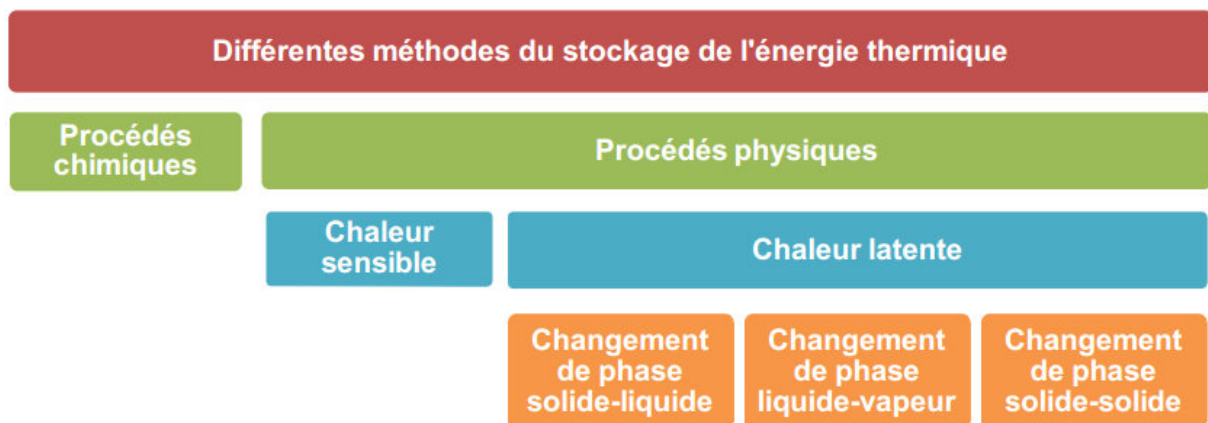 Différentes méthodes du stockage de l'énergie thermique
Procédés
chimiques
Procédés physiques
Chaleur
sensible
Chaleur latente
Changement
de phase
solide-liquide
Changement
de phase
liquide-vapeur
Changement
de phase
solide-solide